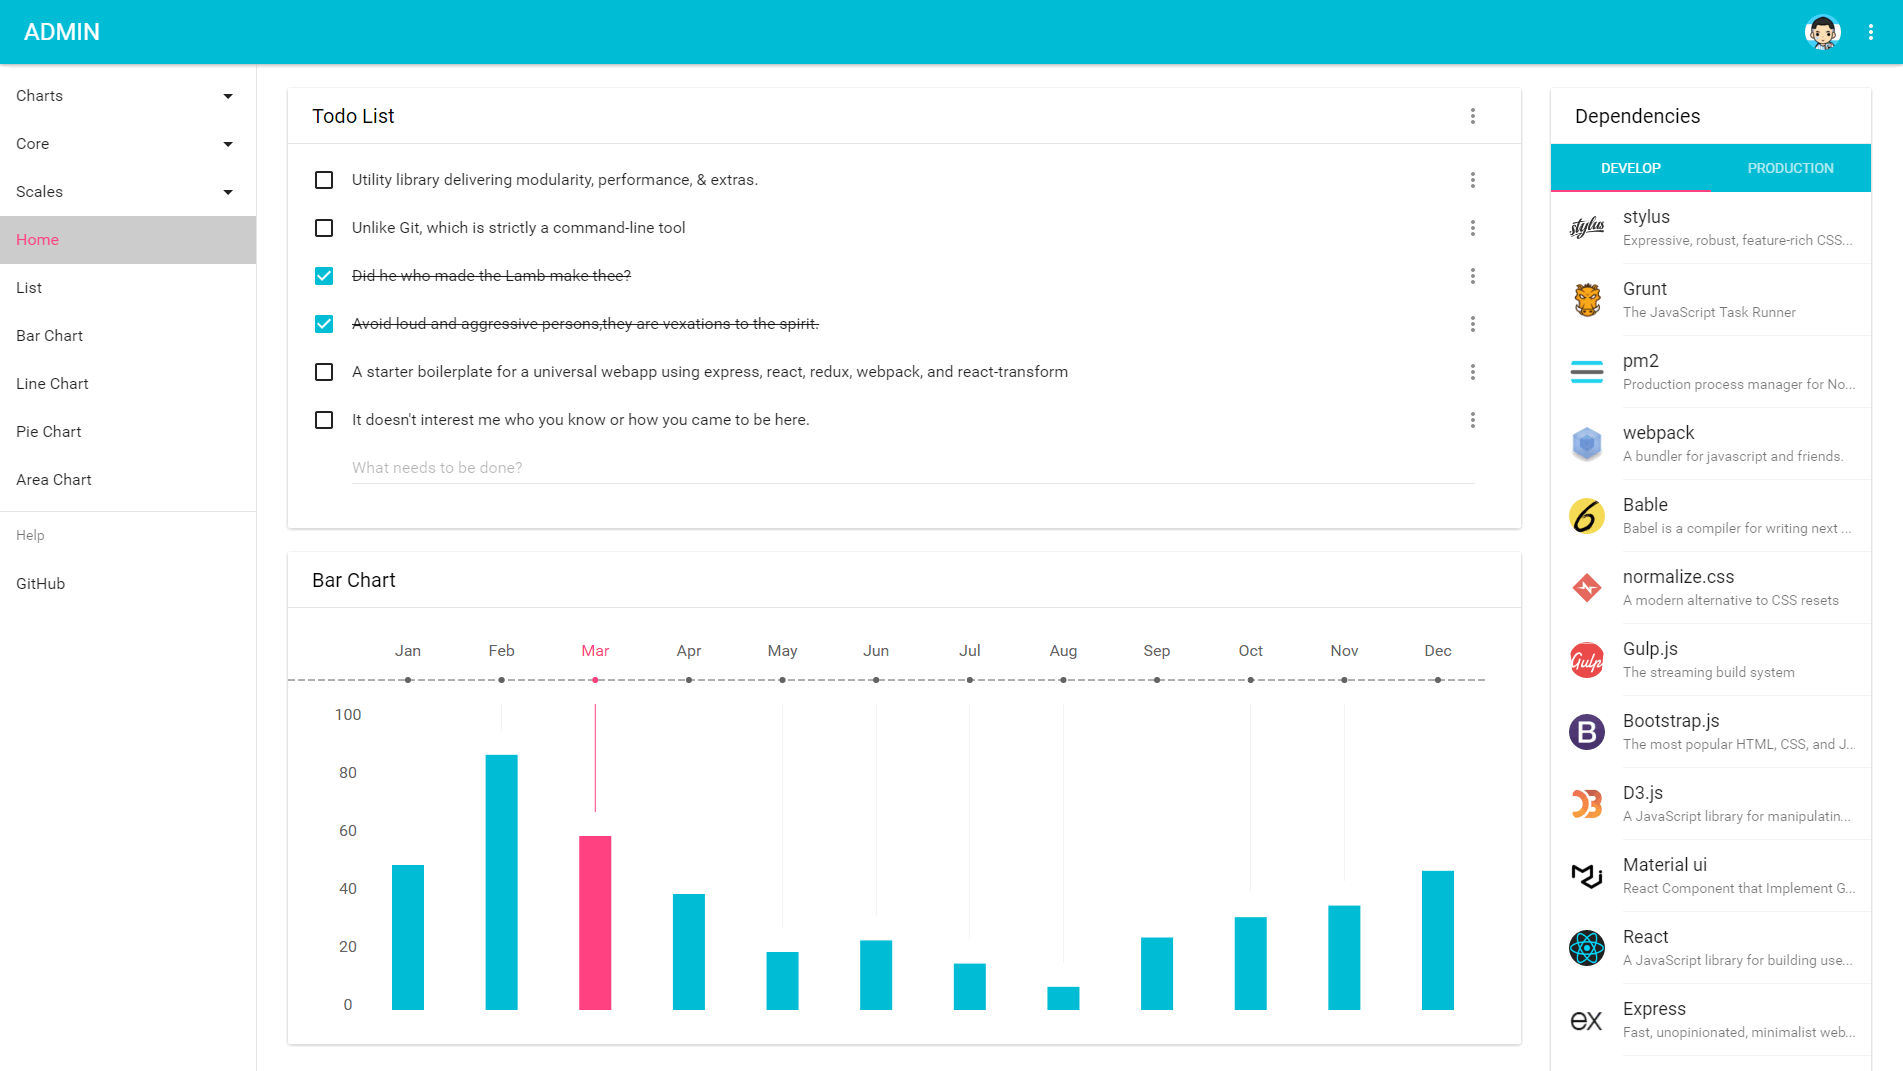 ADMIN
Charts
Core
Scales
Home
List
Bar Chart
Line Chart
Pie Chart
Area Chart
Help
GitHub
Todo List
Utility library delivering modularity, performance, & extras.
Unlike Git, which is strictly a command-line tool
Did he who made the Lamb make thee?
Avoid loud and aggressive persons,they are vexations to the spirit.
A starter boilerplate for a universal webapp using express, react, redux, webpack, and react-transform
It doesn't interest me who you know or how you came to be here.
What needs to be done?
Bar Chart
Jan Feb Mar Apr May Jun Jul Aug Sep Oct Nov Dec
100
80
60
40
20
0
Dependencies
DEVELOP PRODUCTION
stylus
stylus
Expressive, robust, feature-rich CSS...
Grunt
The JavaScript Task Runner
pm2
Production process manager for No...
webpack
A bundler for javascript and friends.
6
Bable
Babel is a compiler for writing next ...
normalize.css
A modern alternative to CSS resets
Gulp
Gulp.js
The streaming build system
B
Bootstrap.js
The most popular HTML, CSS, and J...
D3.js
A JavaScript library for manipulatin...
Material ui
React Component that Implement G...
React
A JavaScript library for building use...
ex
Express
Fast, unopinionated, minimalist web...